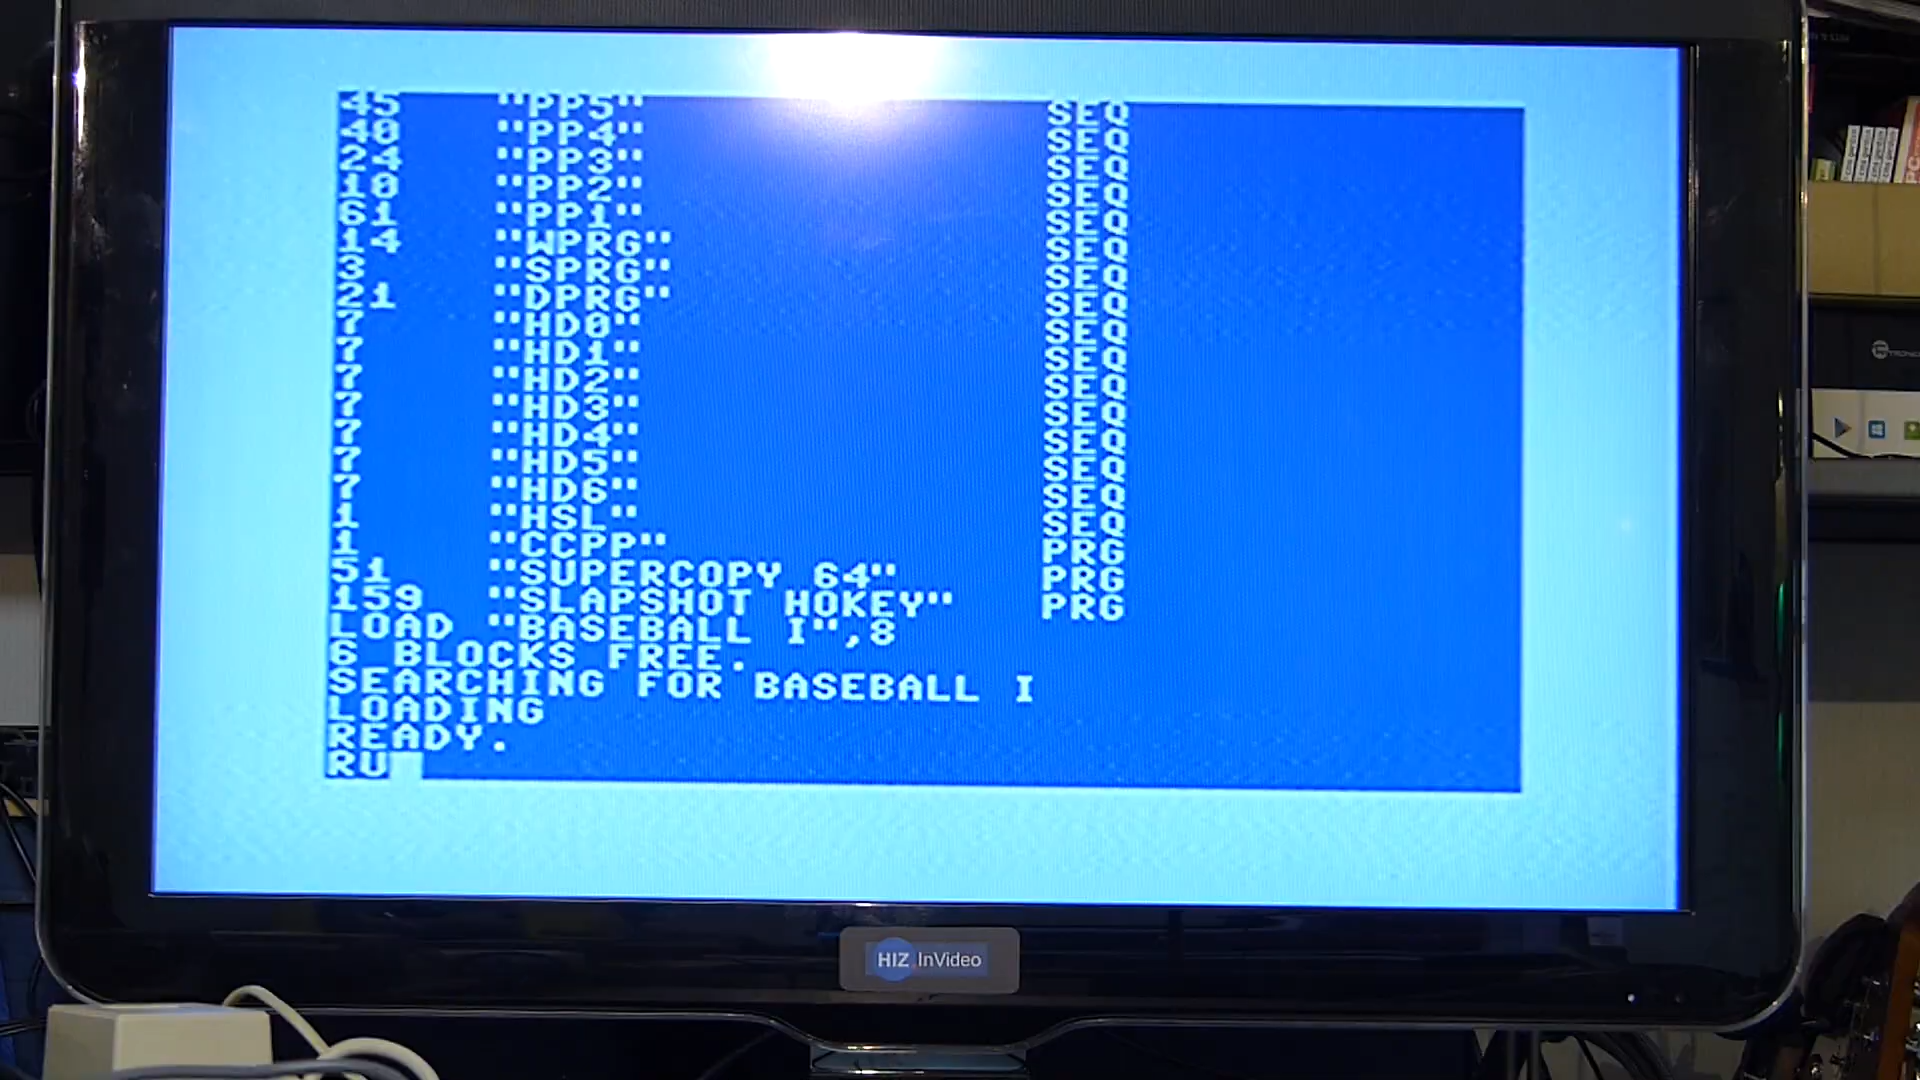 45 "PP5" SEQ
40 "PP4" SEQ
24 "PP3" SEQ
10 "PP2" SEQ
61 "PP1" SEQ
614 "WPRG" SEQ
3 "SPRG" SEQ
21 "DPRG" SEQ
7 "HD0" SEQ
7 "HD1" SEQ
7 "HD2" SEQ
7 "HD3" SEQ
7 "HD4" SEQ
7 "HD5" SEQ
7 "HD6" SEQ
1 "HSL" SEQ
1 "CCPP" PRG
51 "SUPERCOPY 64" PRG
159 "SLAPSHOT HOKEY" PRG
LOAD "BASEBALL I",8
6 BLOCKS FREE.
SEARCHING FOR BASEBALL I
LOADING
READY.
RU
HIZ InVideo